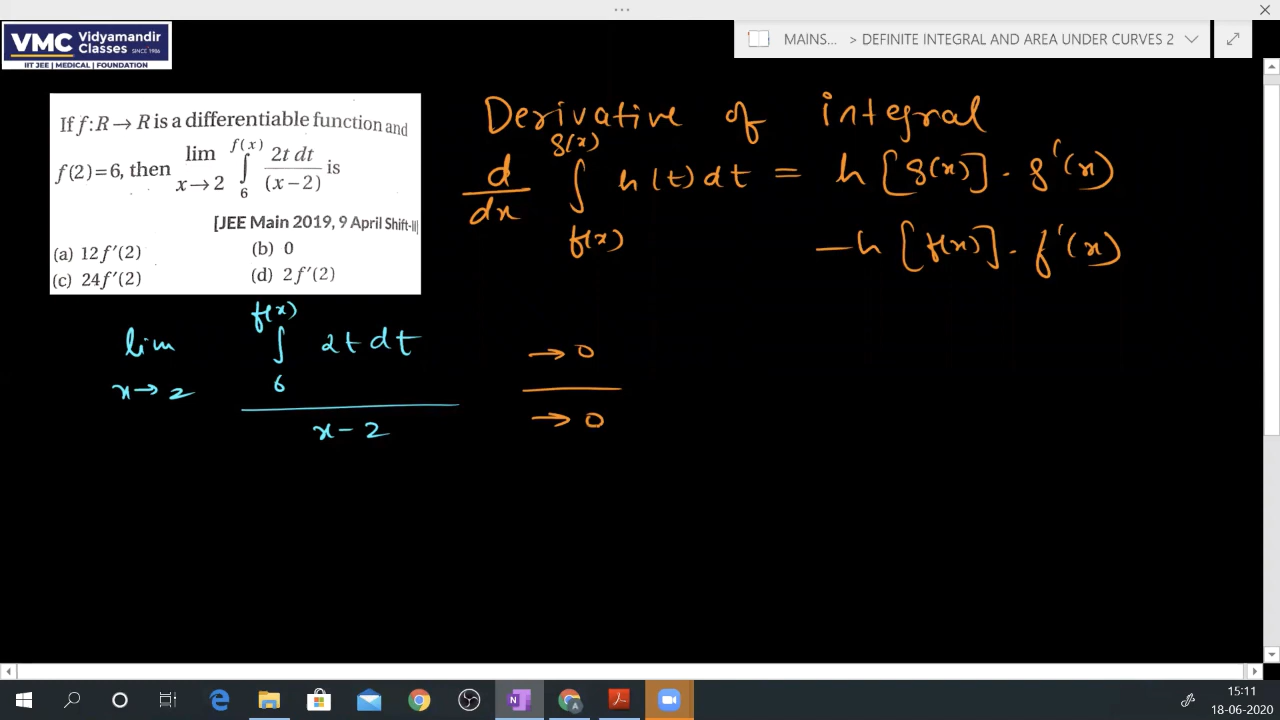 ...
VMC Vidyamandir Classes SINCE 1986
IIT JEE | MEDICAL | FOUNDATION
MAINS... > DEFINITE INTEGRAL AND AREA UNDER CURVES 2
If f: R → R is a differentiable function and
f(2) = 6, then lim x→2 ∫_6^{f(x)} 2t dt/(x−2) is
[JEE Main 2019, 9 April Shift-II]
(a) 12f′(2) (b) 0
(c) 24f′(2) (d) 2f′(2)
Derivative of integral
d/dx ∫_{f(x)}^{g(x)} h(t) dt = h[g(x)] · g′(x)
−h[f(x)] · f′(x)
lim x→2 ∫_6^{f(x)} 2t dt
x − 2
→ 0
→ 0
15:11
18-06-2020